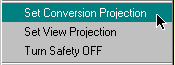 Set Conversion Projection
Set View Projection
Turn Safety OFF